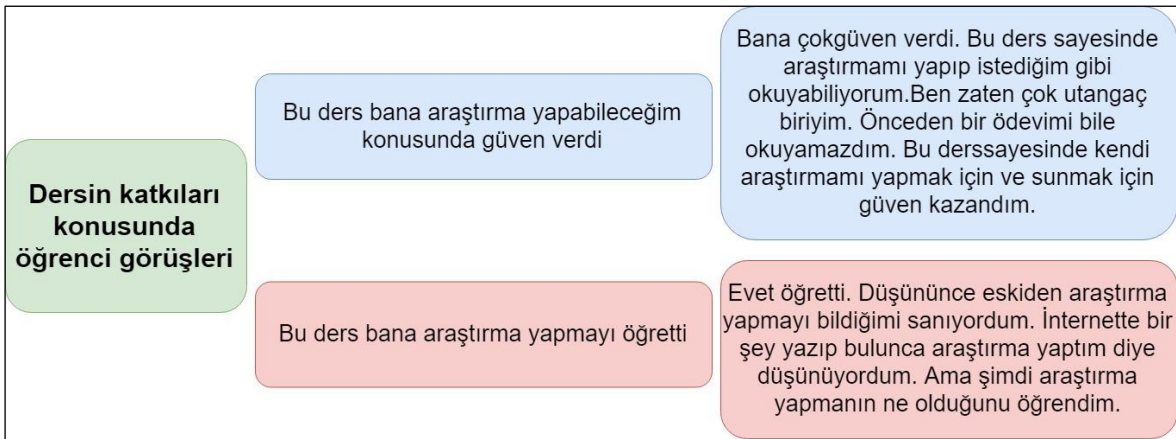 Dersin katkıları
konusunda
öğrenci görüşleri
Bu ders bana araştırma yapabileceğim
konusunda güven verdi
Bana çokgüven verdi. Bu ders sayesinde
araştırmamı yapıp istediğim gibi
okuyabiliyorum.Ben zaten çok utangaç
biriyim. Önceden bir ödevimi bile
okuyamazdım. Bu derssayesinde kendi
araştırmamı yapmak için ve sunmak için
güven kazandım.
Bu ders bana araştırma yapmayı öğretti
Evet öğretti. Düşününce eskiden araştırma
yapmayı bildiğimi sanıyordum. İnternette bir
şey yazıp bulunca araştırma yaptım diye
düşünüyordum. Ama şimdi araştırma
yapmanın ne olduğunu öğrendim.